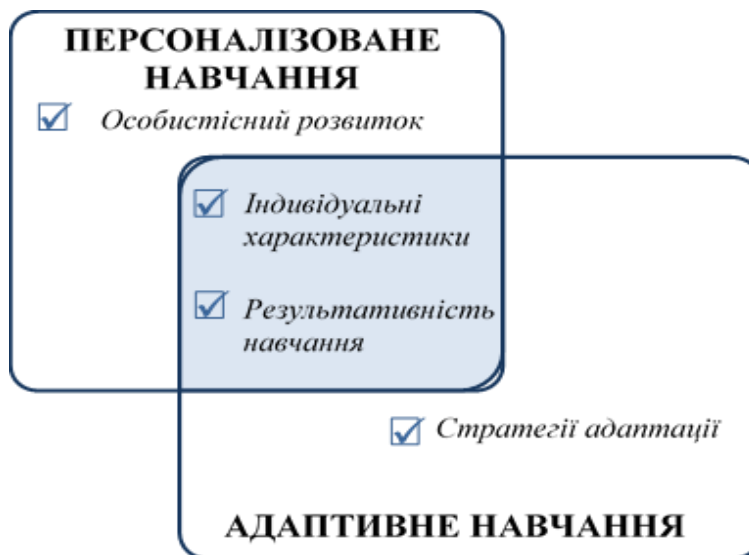 ПЕРСОНАЛІЗОВАНЕ
НАВЧАННЯ
Особистісний розвиток
Індивідуальні
характеристики
Результативність
навчання
Стратегії адаптації
АДАПТИВНЕ НАВЧАННЯ